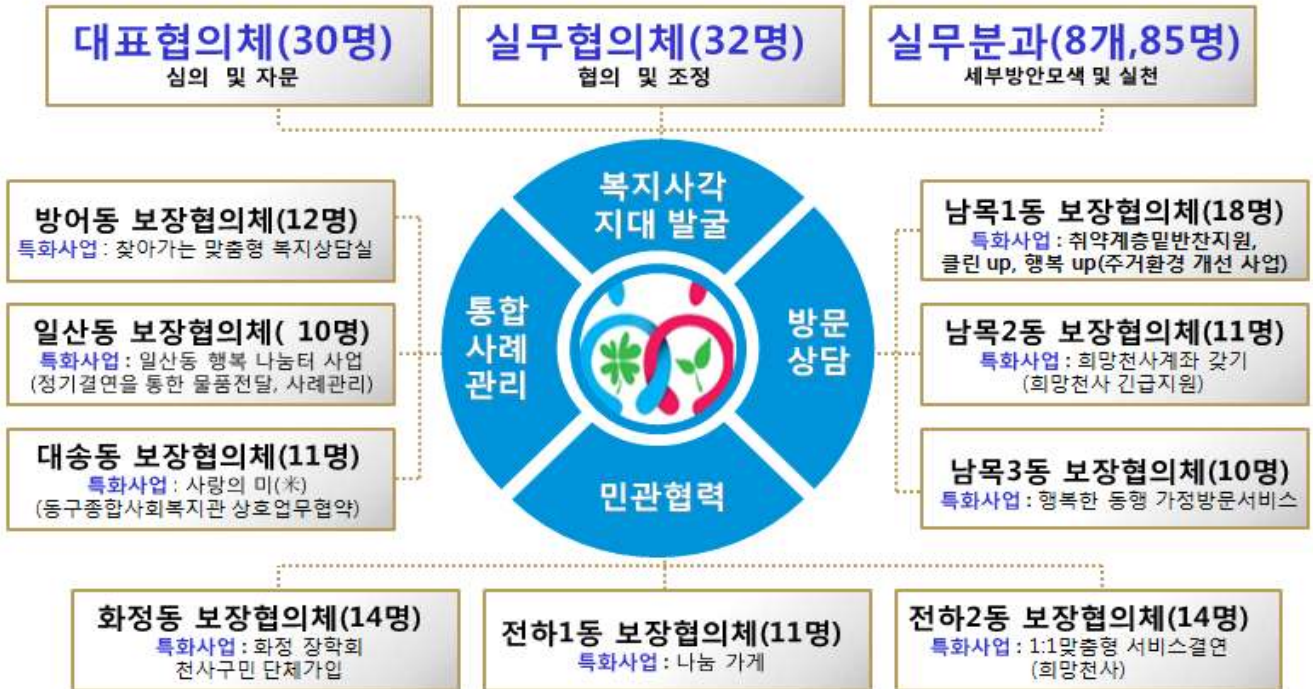 대표협의체(30명)
심의 및 자문
실무협의체(32명)
협의 및 조정
실무분과(8개,85명)
세부방안모색 및 실천
방어동 보장협의체(12명)
특화사업 : 찾아가는 맞춤형 복지상담실
일산동 보장협의체( 10명)
특화사업 : 일산동 행복 나눔터 사업
(정기결연을 통한 물품전달, 사례관리)
대송동 보장협의체(11명)
특화사업 : 사랑의 미(米)
(동구종합사회복지관 상호업무협약)
복지사각
지대 발굴
통합
사례
관리
방문
상담
민관협력
남목1동 보장협의체(18명)
특화사업 : 취약계층밑반찬지원,
클린 up, 행복 up(주거환경 개선 사업)
남목2동 보장협의체(11명)
특화사업 : 희망천사계좌 갖기
(희망천사 긴급지원)
남목3동 보장협의체(10명)
특화사업 : 행복한 동행 가정방문서비스
화정동 보장협의체(14명)
특화사업 : 화정 장학회
천사구민 단체가입
전하1동 보장협의체(11명)
특화사업 : 나눔 가게
전하2동 보장협의체(14명)
특화사업 : 1:1맞춤형 서비스결연
(희망천사)